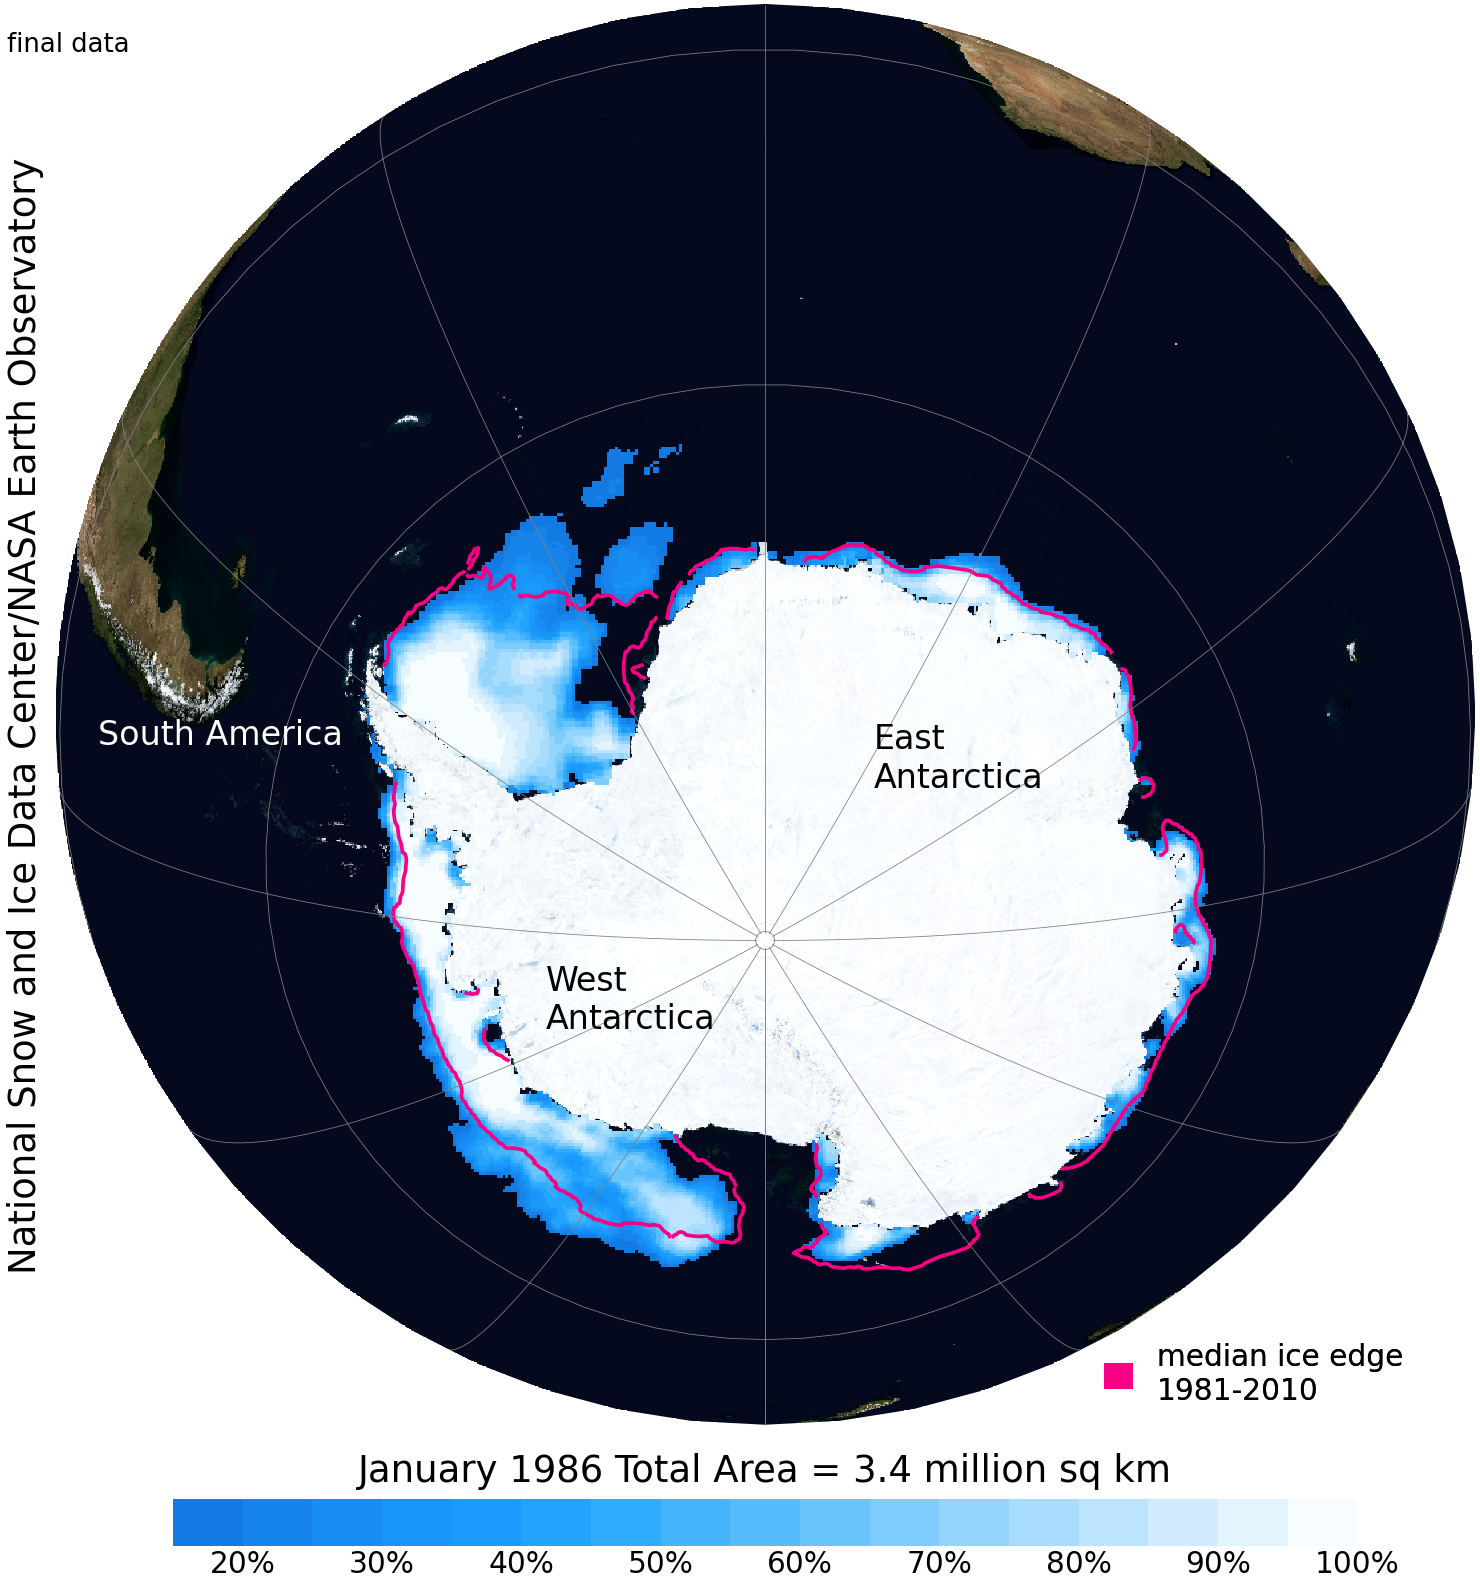 final data
National Snow and Ice Data Center/NASA Earth Observatory
South America
East
Antarctica
West
Antarctica
median ice edge
1981-2010
January 1986 Total Area = 3.4 million sq km
20% 30% 40% 50% 60% 70% 80% 90% 100%